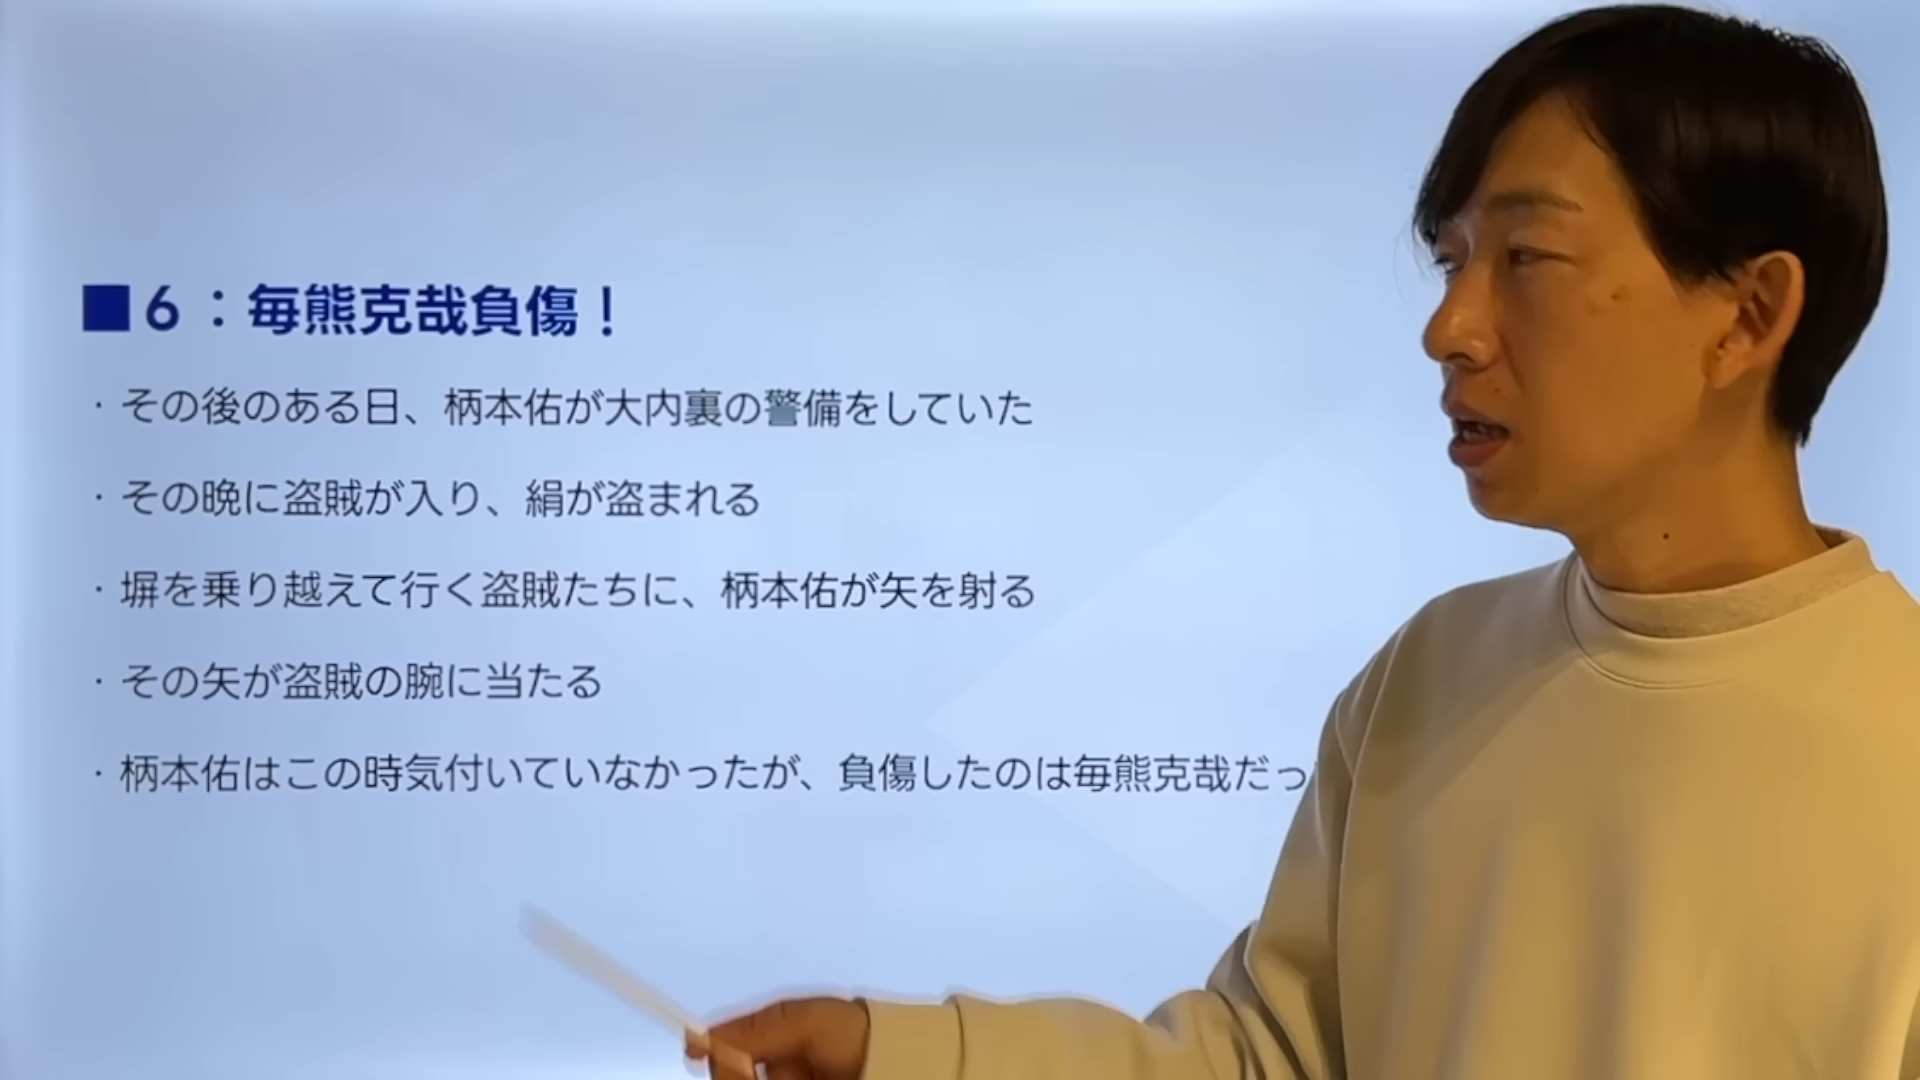 ■6：毎熊克哉負傷！
・その後のある日、柄本佑が大内裏の警備をしていた
・その晩に盗賊が入り、絹が盗まれる
・塀を乗り越えて行く盗賊たちに、柄本佑が矢を射る
・その矢が盗賊の腕に当たる
・柄本佑はこの時気付いていなかったが、負傷したのは毎熊克哉だっ